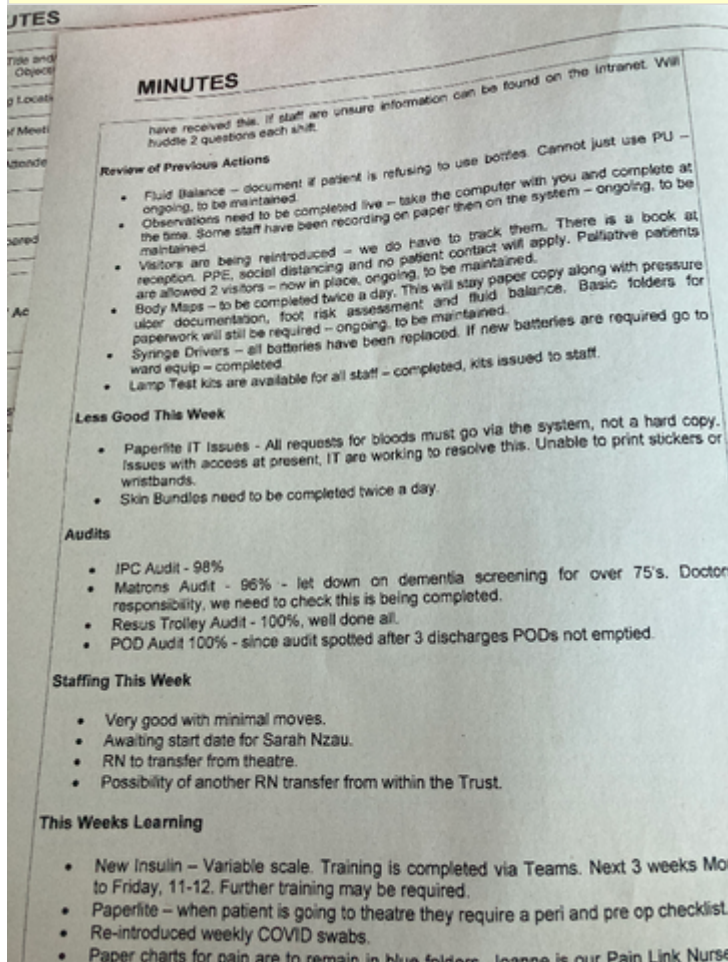 UTES
Title and
Object
g Locati
of Meeti
Attende
pared
Ac
MINUTES
have received this. If staff are unsure information can be found on the intranet. Will
huddle 2 questions each shift.
Review of Previous Actions
• Fluid Balance – document if patient is refusing to use bottles. Cannot just use PU –
ongoing, to be maintained.
• Observations need to be completed live – take the computer with you and complete at
the time. Some staff have been recording on paper then on the system – ongoing, to be
maintained.
• Visitors are being reintroduced – we do have to track them. There is a book at
reception. PPE, social distancing and no patient contact will apply. Palliative patients
are allowed 2 visitors – now in place, ongoing, to be maintained.
• Body Maps – to be completed twice a day. This will stay paper copy along with pressure
ulcer documentation, foot risk assessment and fluid balance. Basic folders for
paperwork will still be required – ongoing, to be maintained.
• Syringe Drivers – all batteries have been replaced. If new batteries are required go to
ward equip – completed.
• Lamp Test kits are available for all staff – completed, kits issued to staff.
Less Good This Week
• Paperlite IT Issues - All requests for bloods must go via the system, not a hard copy.
Issues with access at present, IT are working to resolve this. Unable to print stickers or
wristbands.
• Skin Bundles need to be completed twice a day.
Audits
• IPC Audit - 98%
• Matrons Audit - 96% - let down on dementia screening for over 75's. Doctors
responsibility, we need to check this is being completed.
• Resus Trolley Audit - 100%, well done all.
• POD Audit 100% - since audit spotted after 3 discharges PODs not emptied.
Staffing This Week
• Very good with minimal moves.
• Awaiting start date for Sarah Nzau.
• RN to transfer from theatre.
• Possibility of another RN transfer from within the Trust.
This Weeks Learning
• New Insulin – Variable scale. Training is completed via Teams. Next 3 weeks Mon
to Friday, 11-12. Further training may be required.
• Paperlite – when patient is going to theatre they require a peri and pre op checklist.
• Re-introduced weekly COVID swabs.
• Paper charts for pain are to remain in blue folders. Joanne is our Pain Link Nurse